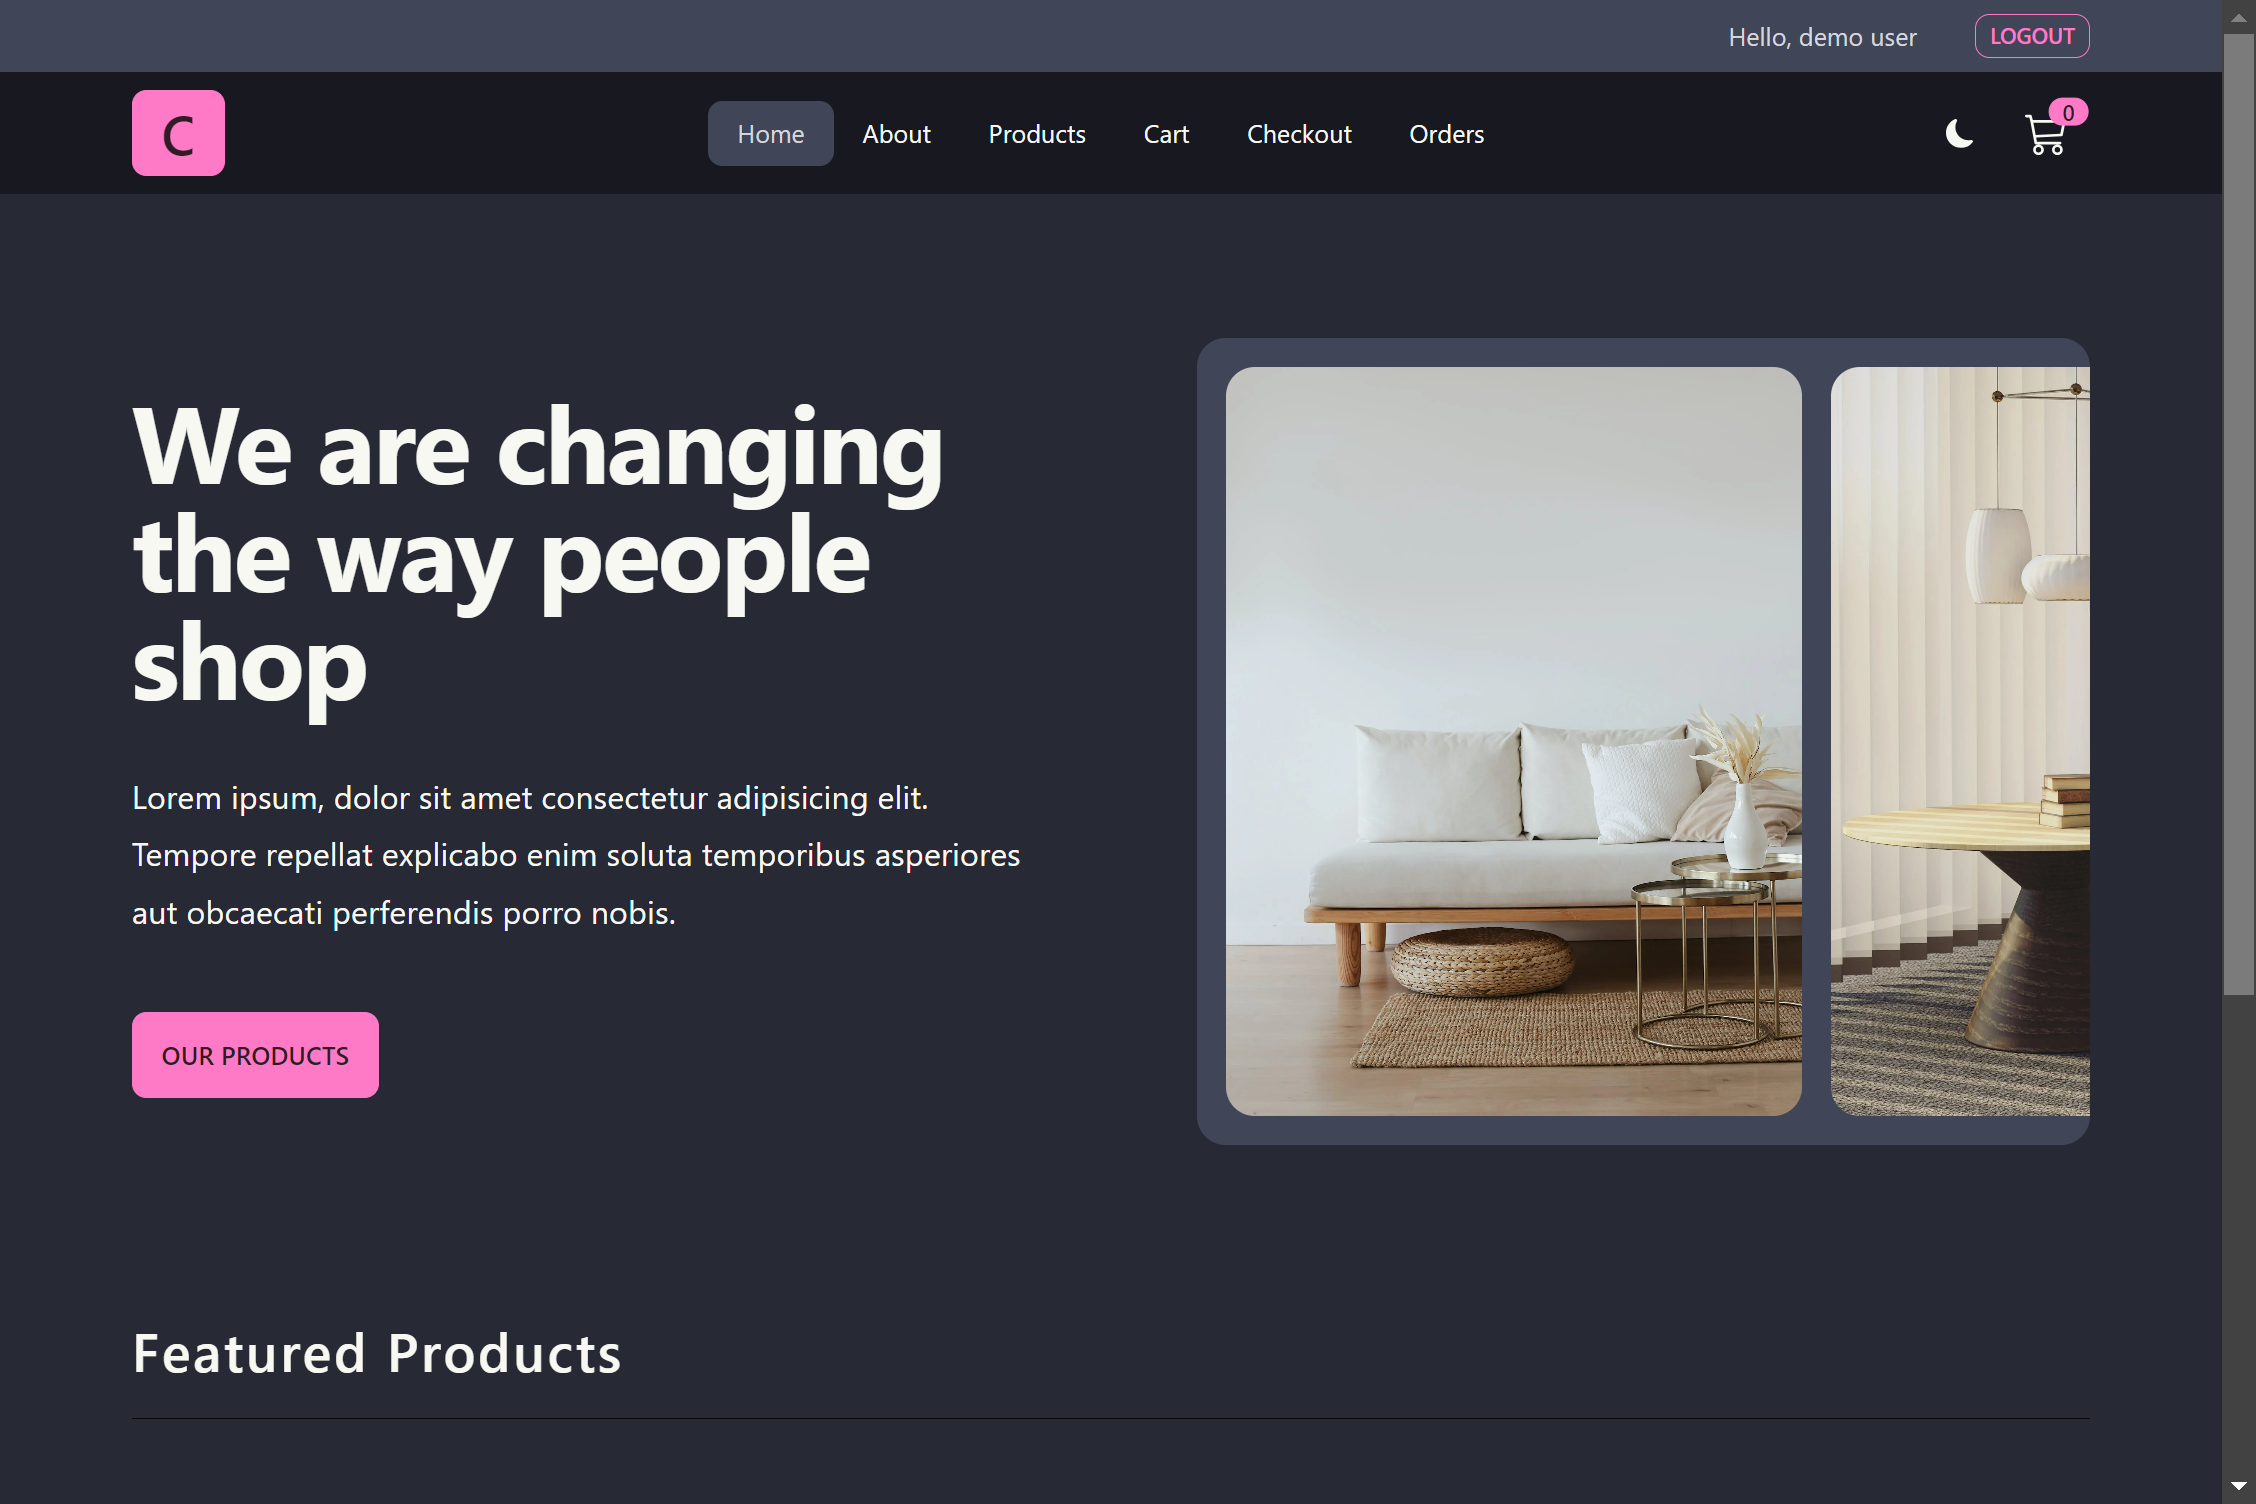 Hello, demo user
LOGOUT
C
Home
About
Products
Cart
Checkout
Orders
0
We are changing
the way people
shop
Lorem ipsum, dolor sit amet consectetur adipisicing elit.
Tempore repellat explicabo enim soluta temporibus asperiores
aut obcaecati perferendis porro nobis.
OUR PRODUCTS
Featured Products